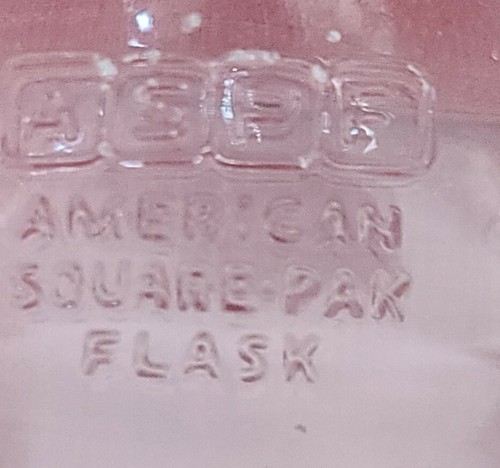 ASPF
AMERICAN
SQUARE-PAK
FLASK